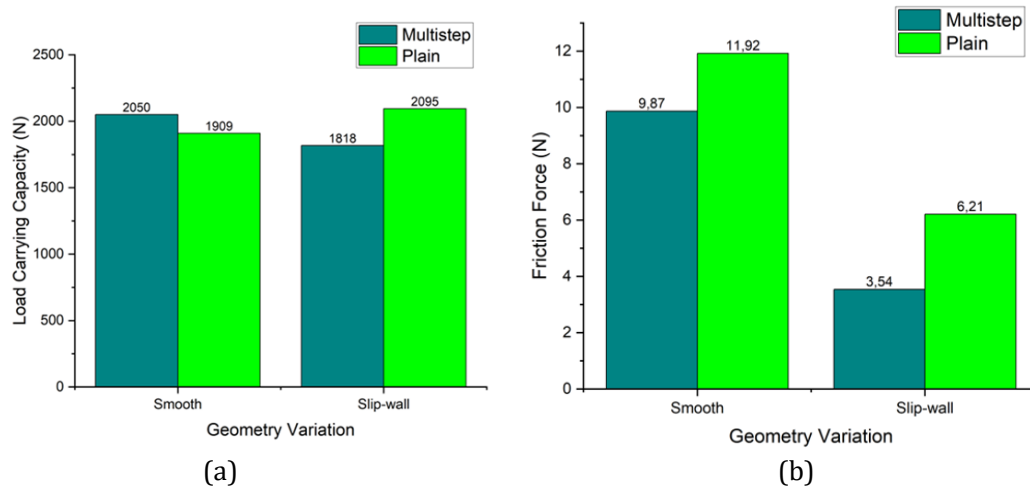 Multistep
Plain
2500
2000
1500
1000
500
0
Load Carrying Capacity (N)
2050
1909
1818
2095
Smooth
Slip-wall
Geometry Variation
(a)
Multistep
Plain
12
10
8
6
4
2
0
Friction Force (N)
9,87
11,92
3,54
6,21
Smooth
Slip-wall
Geometry Variation
(b)